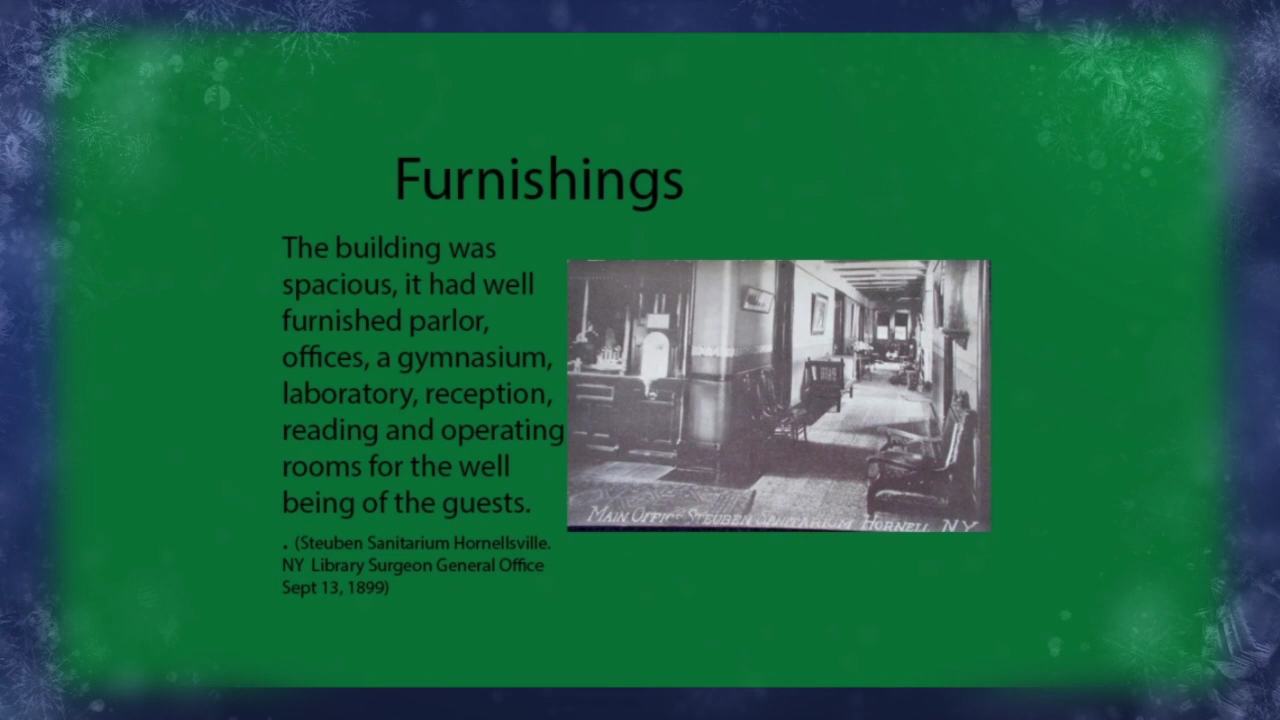 Furnishings
The building was
spacious, it had well
furnished parlor,
offices, a gymnasium,
laboratory, reception,
reading and operating
rooms for the well
being of the guests.
. (Steuben Sanitarium Hornellsville.
NY Library Surgeon General Office
Sept 13, 1899)
MAIN OFFICE STEUBEN SANITARIUM HORNELL NY